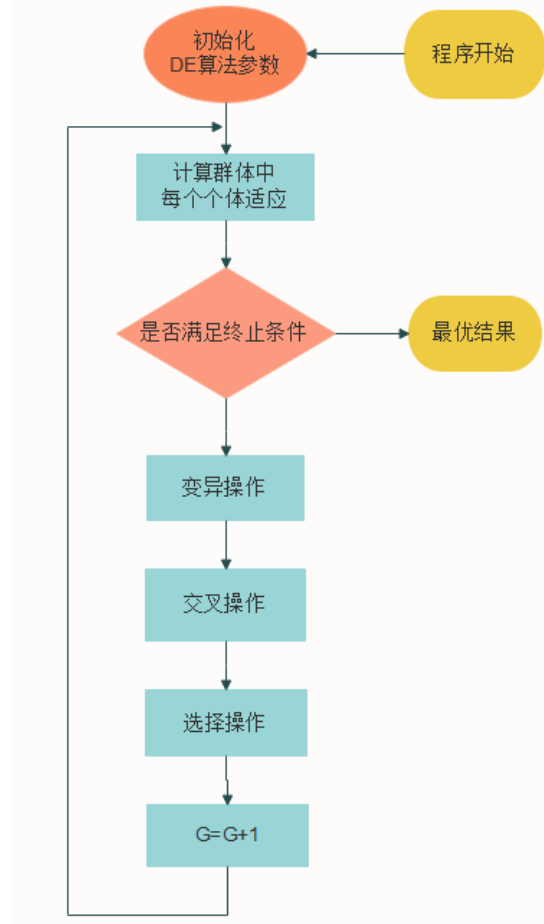 初始化
DE算法参数
程序开始
计算群体中
每个个体适应
是否满足终止条件
最优结果
变异操作
交叉操作
选择操作
G=G+1